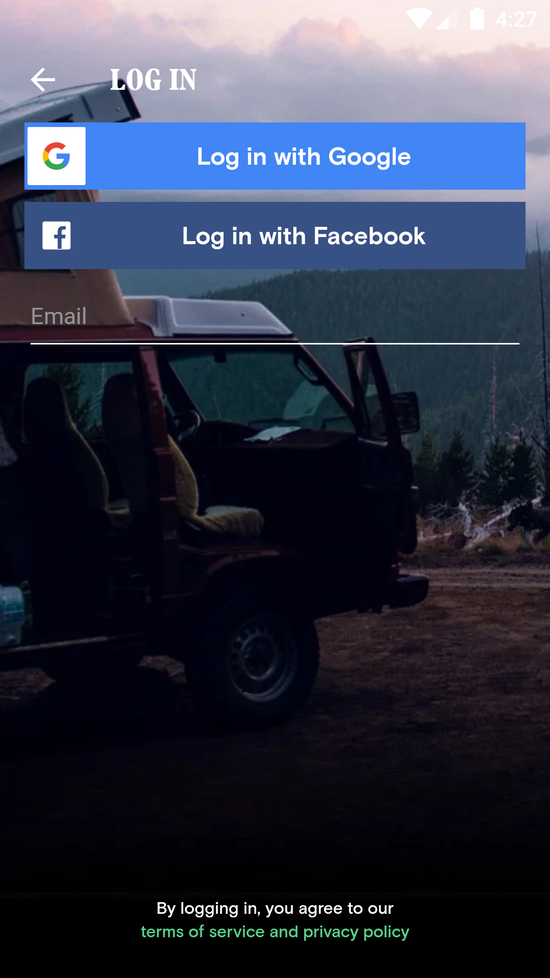 4:27
LOG IN
Log in with Google
Log in with Facebook
Email
By logging in, you agree to our
terms of service and privacy policy